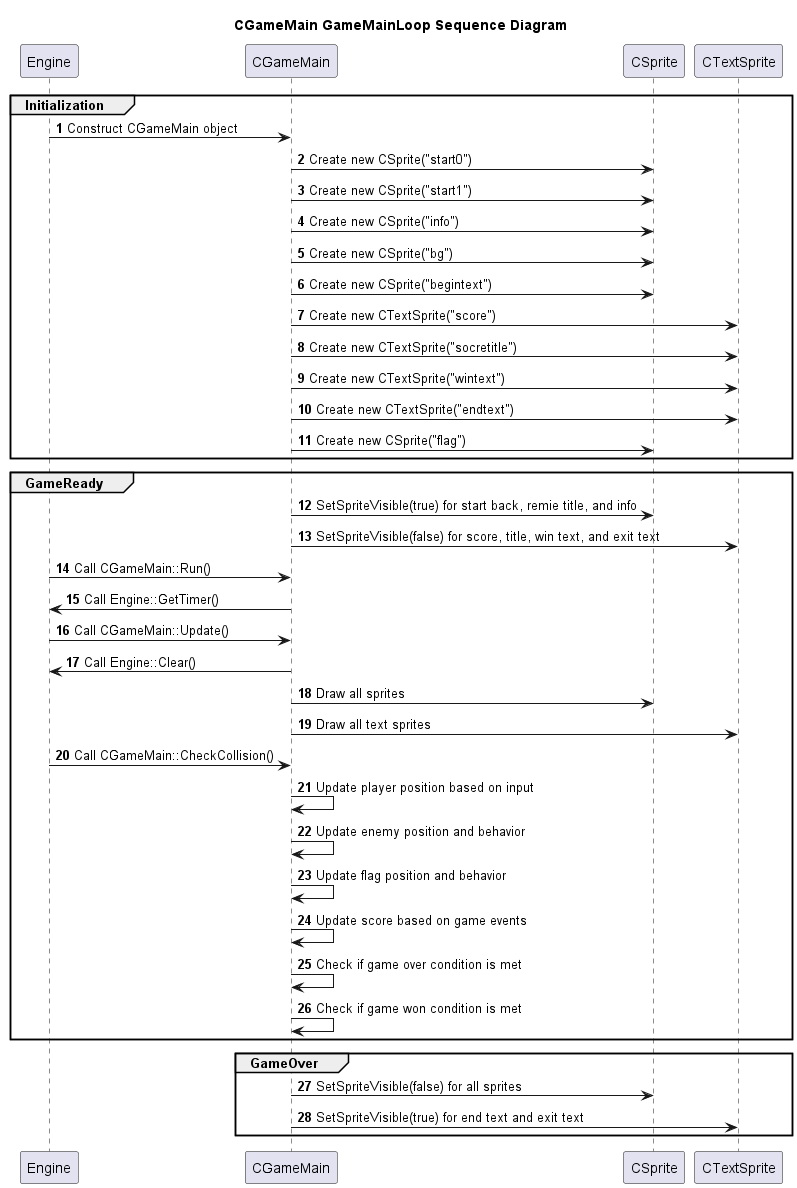 CGameMain GameMainLoop Sequence Diagram
Engine CGameMain CSprite CTextSprite
Initialization
1 Construct CGameMain object
2 Create new CSprite("start0")
3 Create new CSprite("start1")
4 Create new CSprite("info")
5 Create new CSprite("bg")
6 Create new CSprite("begintext")
7 Create new CTextSprite("score")
8 Create new CTextSprite("socretitle")
9 Create new CTextSprite("wintext")
10 Create new CTextSprite("endtext")
11 Create new CSprite("flag")
GameReady
12 SetSpriteVisible(true) for start back, remie title, and info
13 SetSpriteVisible(false) for score, title, win text, and exit text
14 Call CGameMain::Run()
15 Call Engine::GetTimer()
16 Call CGameMain::Update()
17 Call Engine::Clear()
18 Draw all sprites
19 Draw all text sprites
20 Call CGameMain::CheckCollision()
21 Update player position based on input
22 Update enemy position and behavior
23 Update flag position and behavior
24 Update score based on game events
25 Check if game over condition is met
26 Check if game won condition is met
GameOver
27 SetSpriteVisible(false) for all sprites
28 SetSpriteVisible(true) for end text and exit text
Engine CGameMain CSprite CTextSprite